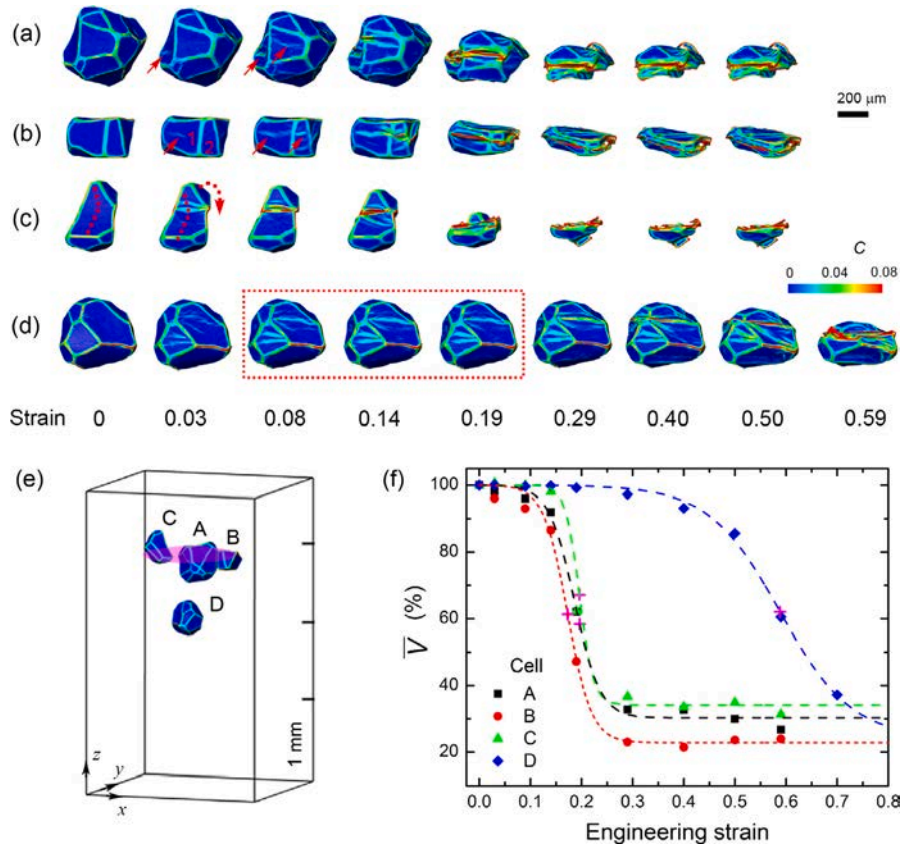 (a)
200 μm
(b)
1
2
(c)
C
0 0.04 0.08
(d)
Strain 0 0.03 0.08 0.14 0.19 0.29 0.40 0.50 0.59
(e)
C A B
D
1 mm
z
y
x
(f)
100
80
60
40
20
V̅ (%)
Cell
A
B
C
D
0.0 0.1 0.2 0.3 0.4 0.5 0.6 0.7 0.8
Engineering strain